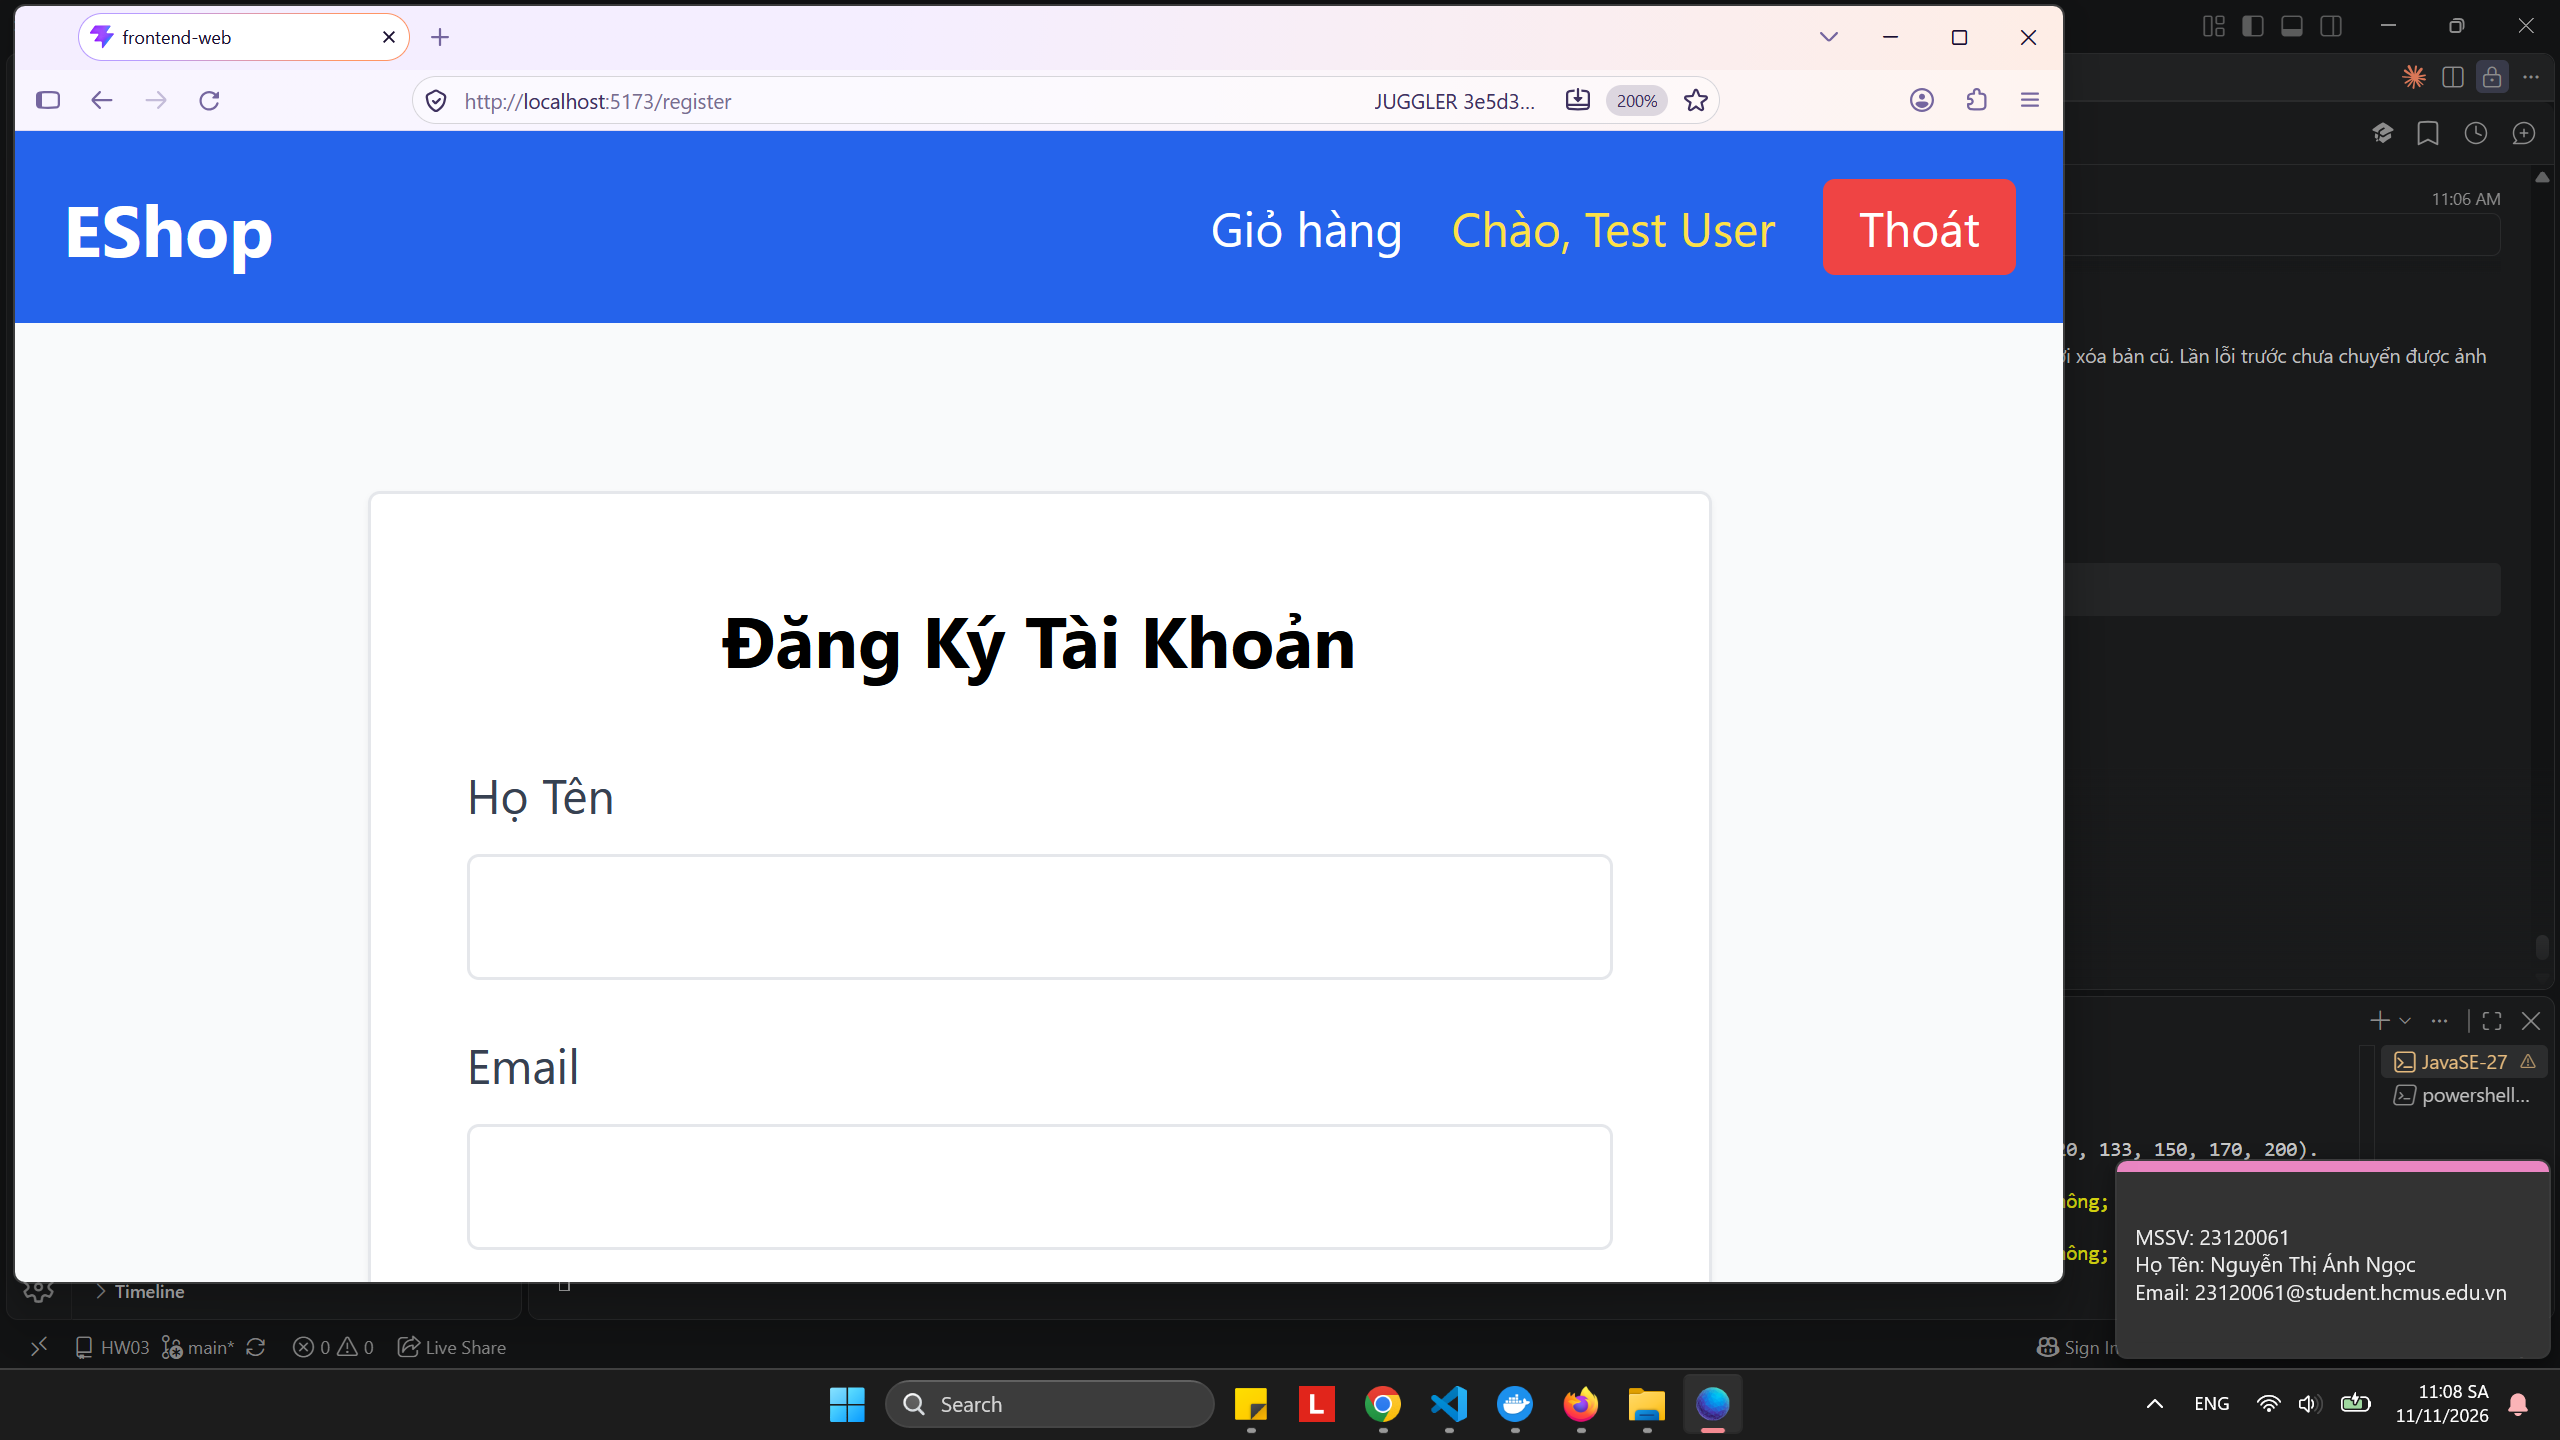 frontend-web
http://localhost:5173/register
JUGGLER 3e5d3...
200%
EShop
Giỏ hàng
Chào, Test User
Thoát
Đăng Ký Tài Khoản
Họ Tên
Email
11:06 AM
xóa bản cũ. Lần lỗi trước chưa chuyển được ảnh
JavaSE-27
powershell...
, 133, 150, 170, 200).
MSSV: 23120061
Họ Tên: Nguyễn Thị Ánh Ngọc
Email: 23120061@student.hcmus.edu.vn
Timeline
HW03
main*
0
0
Live Share
Sign In
Search
L
ENG
11:08 SA
11/11/2026